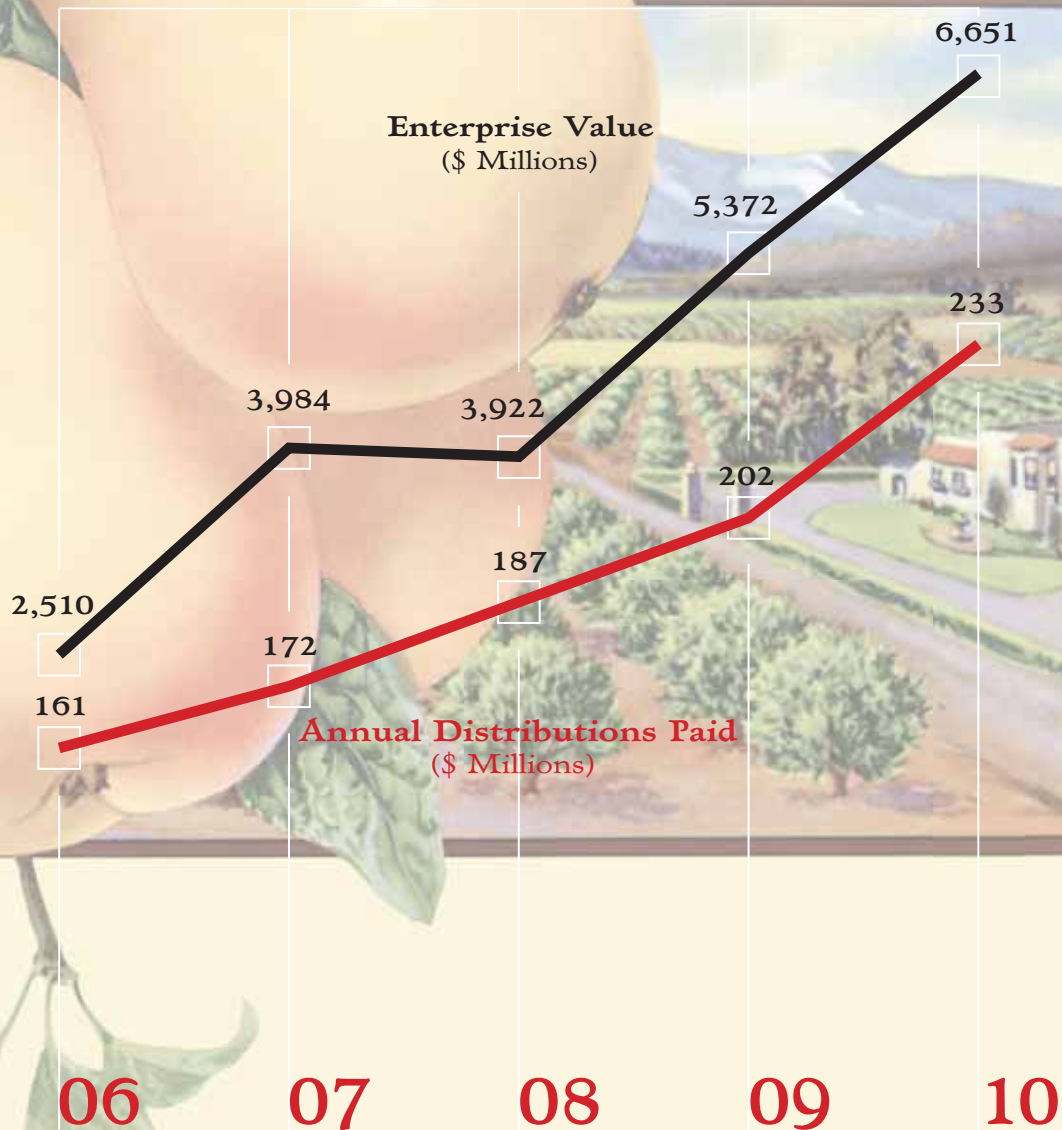 6,651
Enterprise Value
($ Millions)
5,372
233
3,984
3,922
202
187
2,510
172
161
Annual Distributions Paid
($ Millions)
06 07 08 09 10